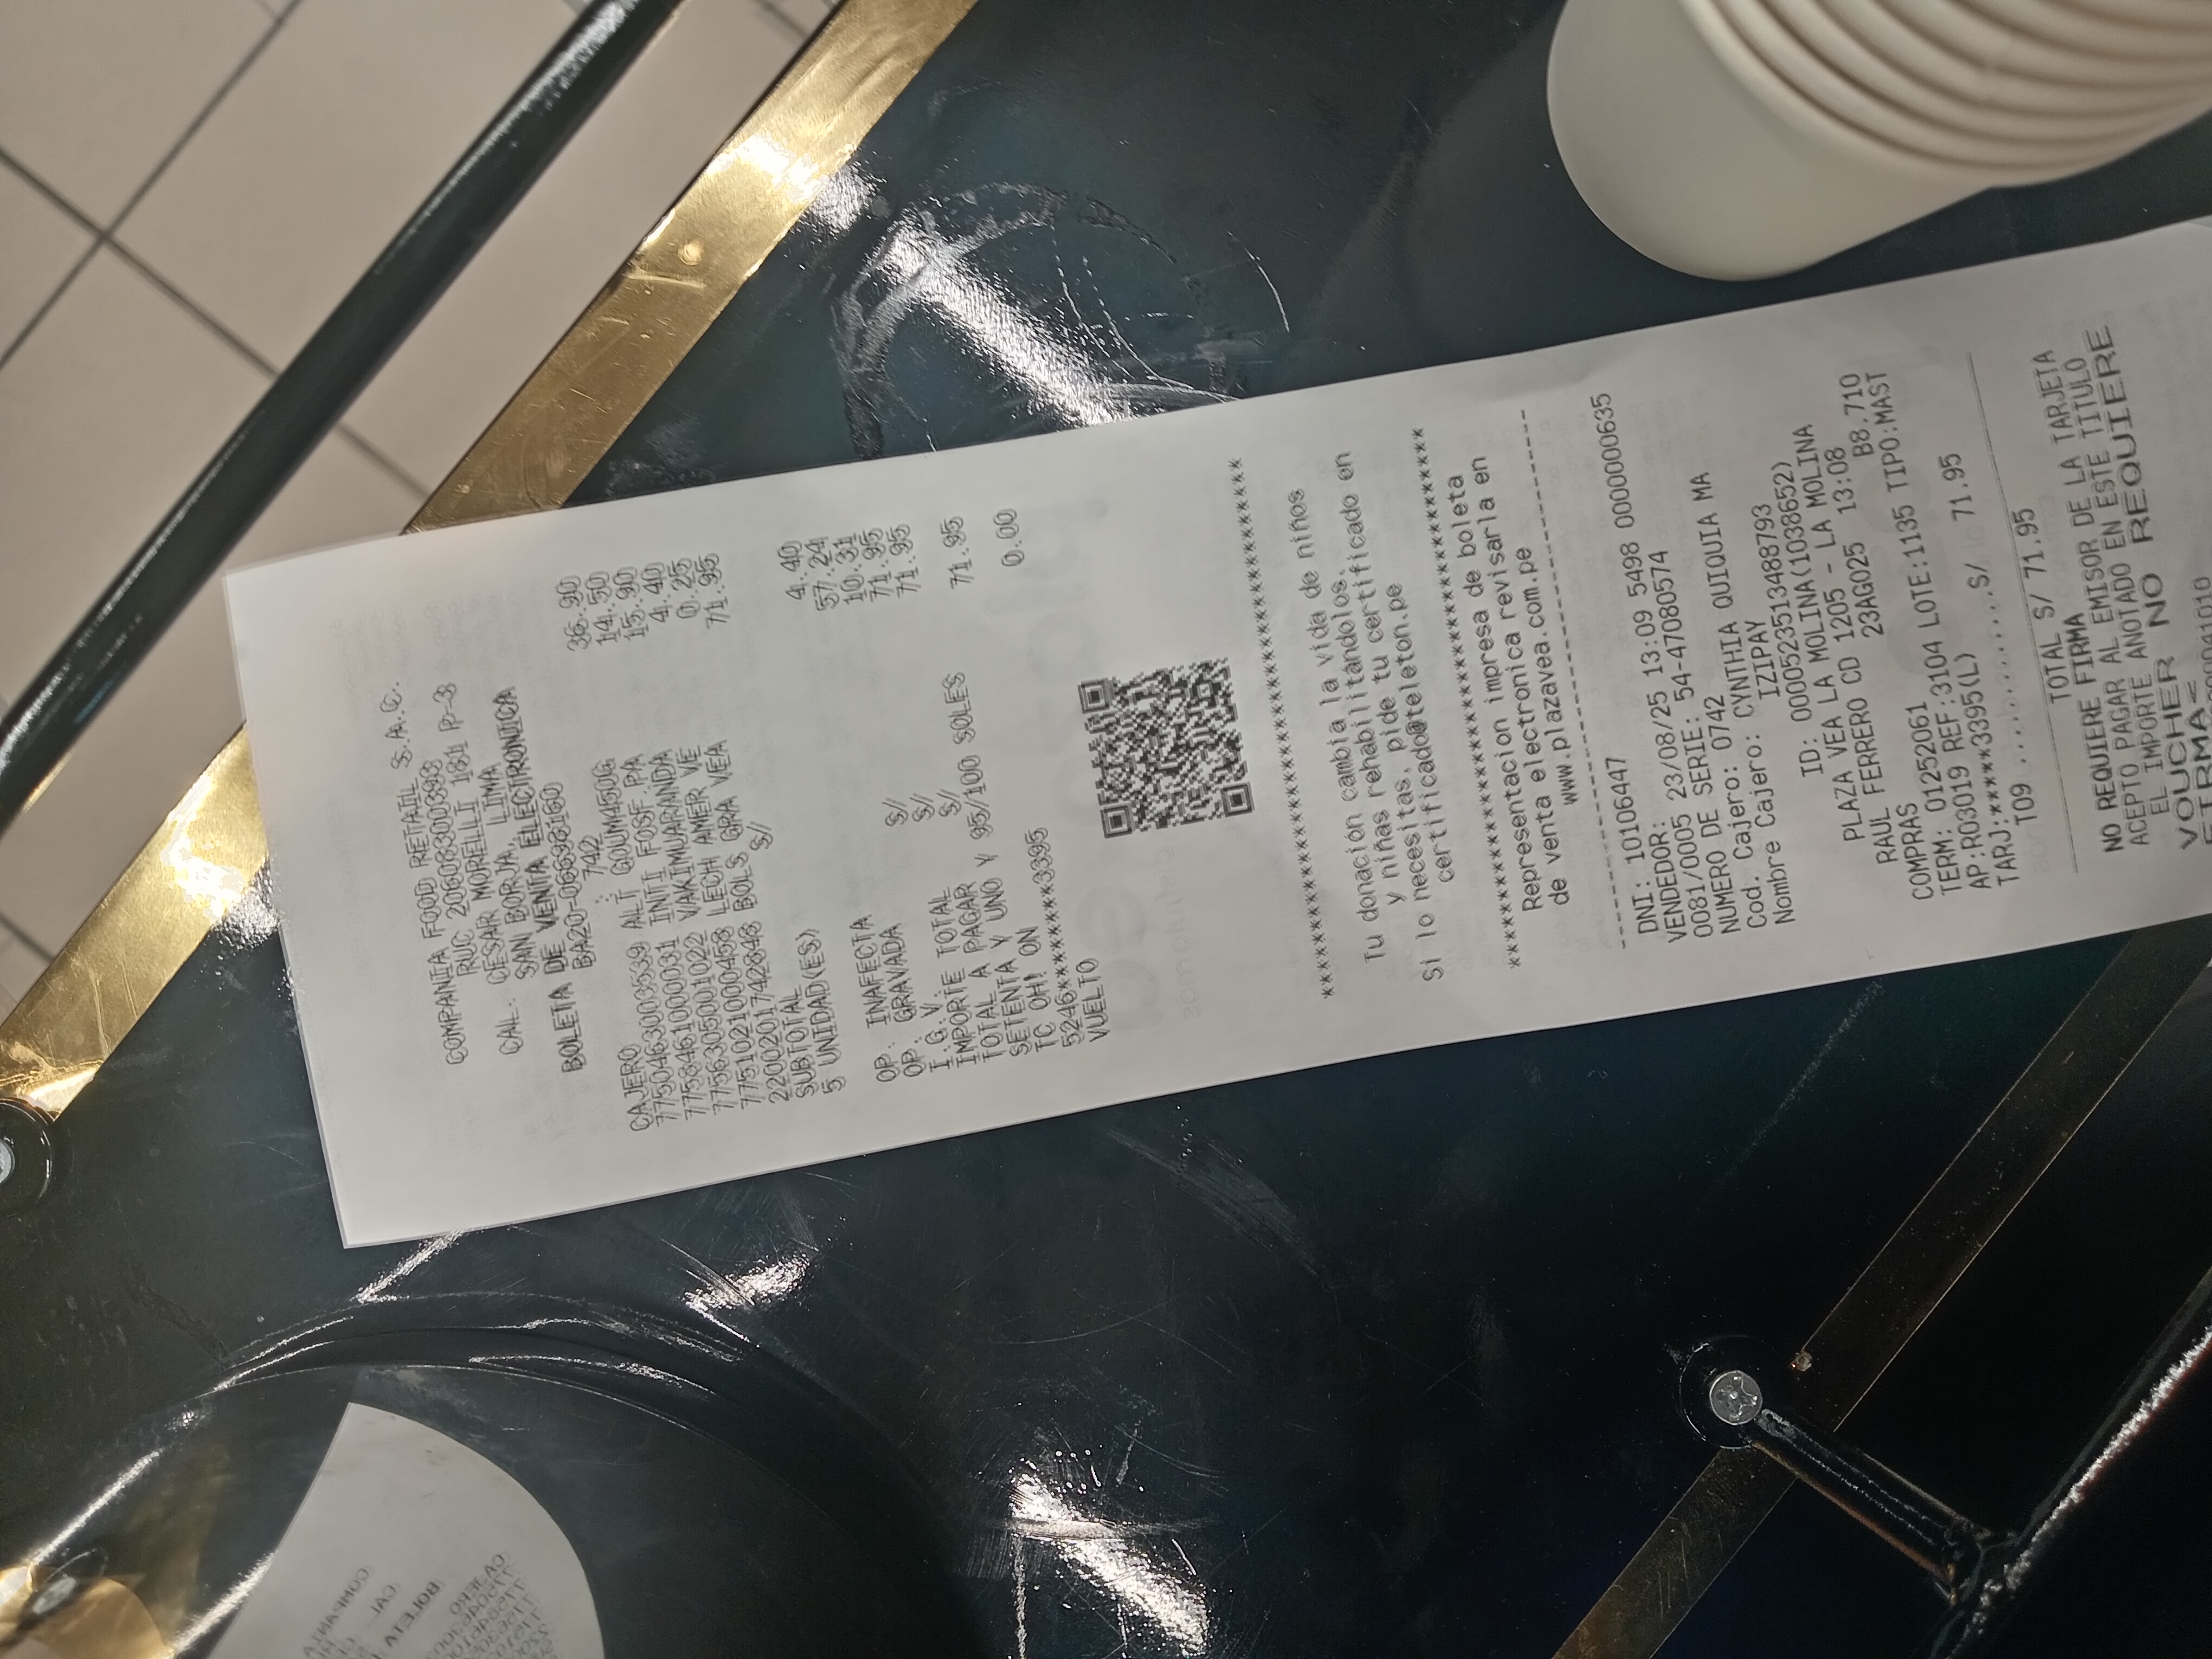 COMPANIA FOOD RETAIL S.A.C.
RUC 20608300393
CAL. CESAR MORELLI 181 P-3
SAN BORJA, LIMA
BOLETA DE VENTA ELECTRONICA
BA20-06638160
CAJERO : 742
7750463003539 ALI GOUM450G 36.90
7758461000031 INTI FOSF.PA 14.50
7756305001022 VAKIMUARANDA 15.90
7751021000458 LECH AMER VE 4.40
2200201742848 BOLS GRA VEA 0.25
SUBTOTAL S/ 71.95
5 UNIDAD(ES)
OP. INAFECTA S/ 4.40
OP. GRAVADA S/ 57.24
I.G.V. S/ 10.31
IMPORTE TOTAL 71.95
TOTAL A PAGAR 71.95
SETENTA Y UNO Y 95/100 SOLES
TC OH! ON 71.95
5246*********3395
VUELTO 0.00
****************************************
Tu donación cambia la vida de niños
y niñas rehabilitándolos.
Si lo necesitas, pide tu certificado en
certificado@teleton.pe
****************************************
Representacion impresa de boleta
de venta electronica revisarla en
www.plazavea.com.pe
----------------------------------------
DNI: 10106447
VENDEDOR:
0081/0005 23/08/25 13:09 5498 0000000635
NUMERO DE SERIE: 54-47080574
Cod. Cajero: 0742
Nombre Cajero: CYNTHIA QUIQUIA MA
IZIPAY
ID: 0000523513488793
PLAZA VEA LA MOLINA(1038652)
RAUL FERRERO CD 1205 - LA MOLINA
COMPRAS 23AGO25 13:08
TERM: 01252061 B8.710
AP:R03019 REF:3104 LOTE:1135 TIPO:MAST
TARJ:*****3395(L)
T09 ..............S/ 71.95
TOTAL S/ 71.95
NO REQUIERE FIRMA
ACEPTO PAGAR AL EMISOR DE LA TARJETA
EL IMPORTE ANOTADO EN ESTE TITULO
VOUCHER NO REQUIERE
FIRMA
COMPANIA
CAL
BOLETA
CAJERO